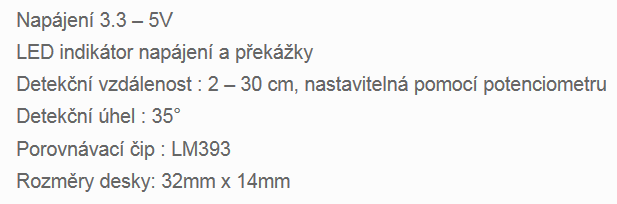 Napájení 3.3 – 5V
LED indikátor napájení a překážky
Detekční vzdálenost : 2 – 30 cm, nastavitelná pomocí potenciometru
Detekční úhel : 35°
Porovnávací čip : LM393
Rozměry desky: 32mm x 14mm